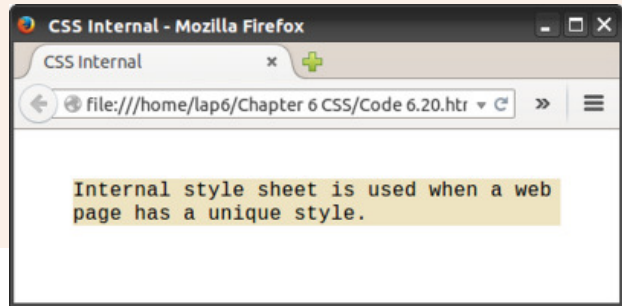 CSS Internal - Mozilla Firefox
CSS Internal
file:///home/lap6/Chapter 6 CSS/Code 6.20.htr
Internal style sheet is used when a web
page has a unique style.